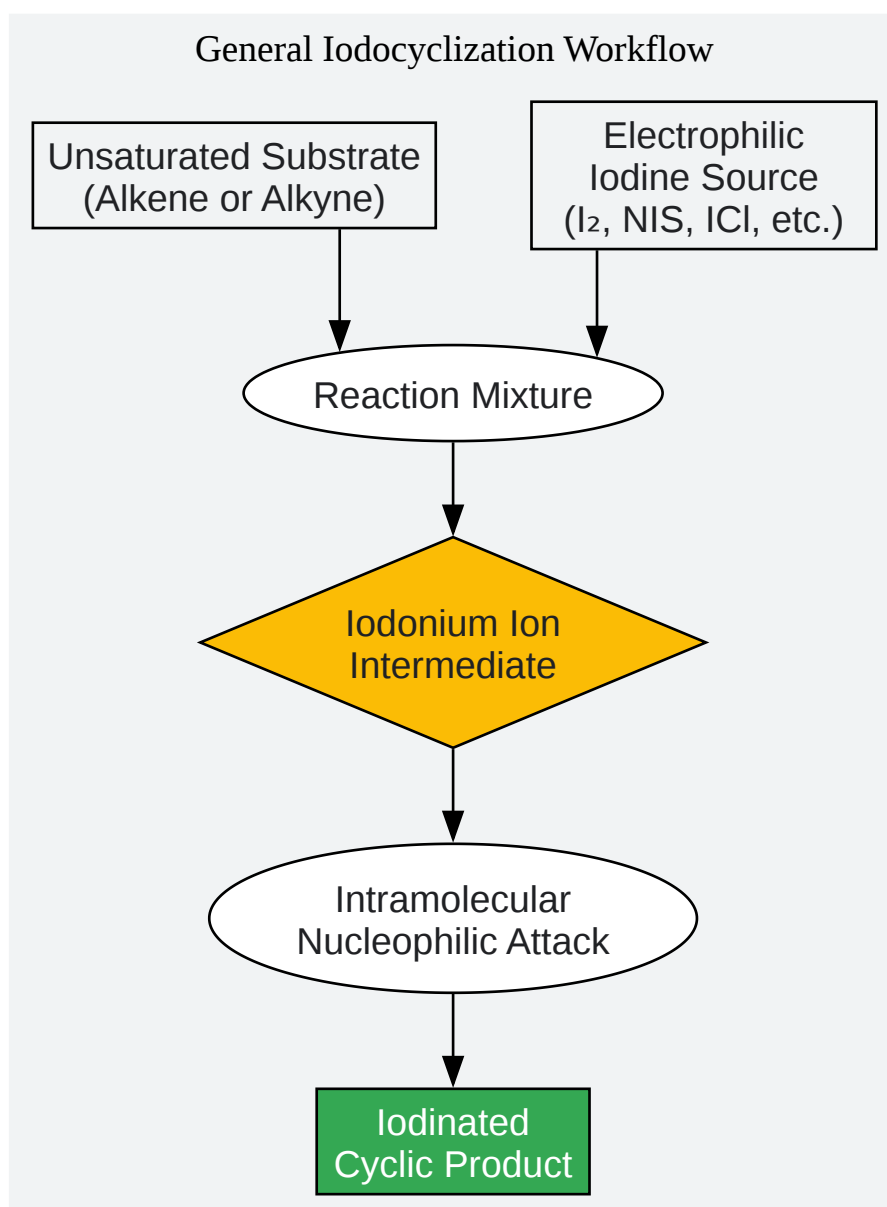 General Iodocyclization Workflow
Unsaturated Substrate
(Alkene or Alkyne)
Electrophilic
Iodine Source
(I₂, NIS, ICl, etc.)
Reaction Mixture
Iodonium Ion
Intermediate
Intramolecular
Nucleophilic Attack
Iodinated
Cyclic Product